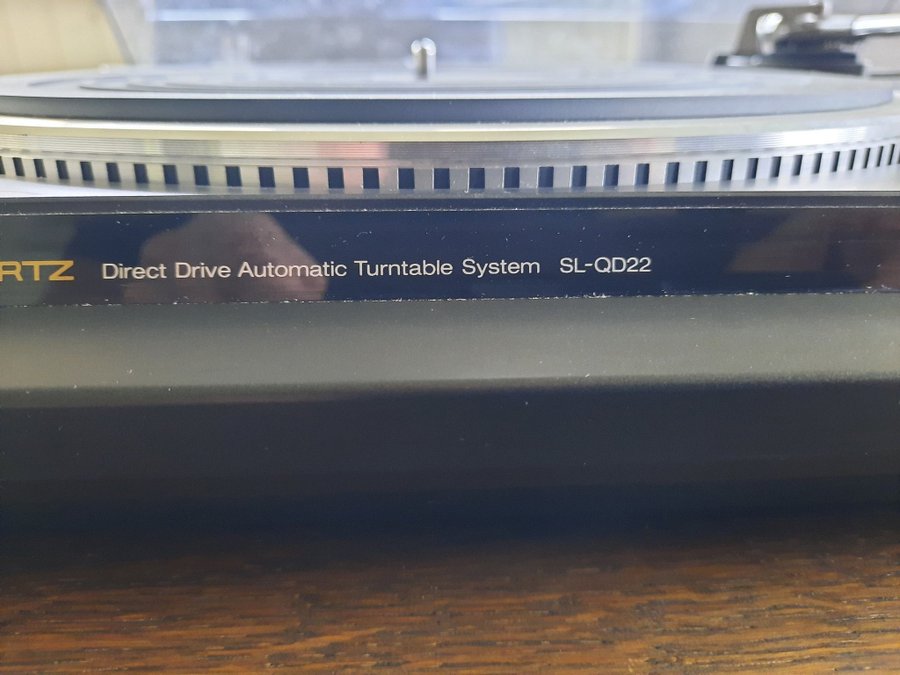 RTZ Direct Drive Automatic Turntable System SL-QD22